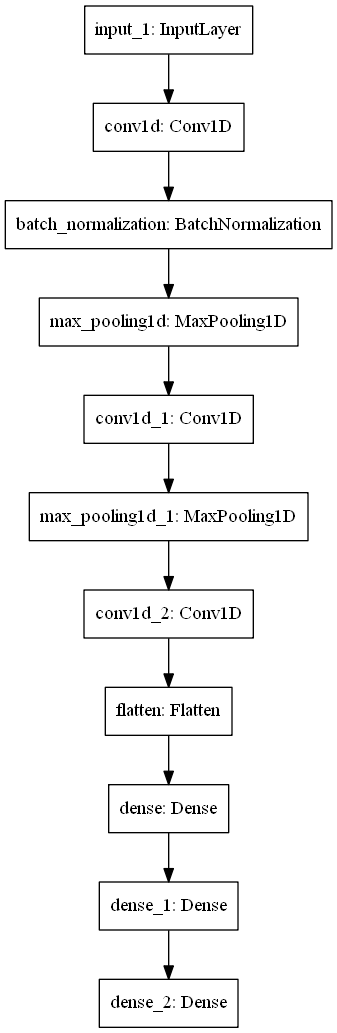 input_1: InputLayer
conv1d: Conv1D
batch_normalization: BatchNormalization
max_pooling1d: MaxPooling1D
conv1d_1: Conv1D
max_pooling1d_1: MaxPooling1D
conv1d_2: Conv1D
flatten: Flatten
dense: Dense
dense_1: Dense
dense_2: Dense